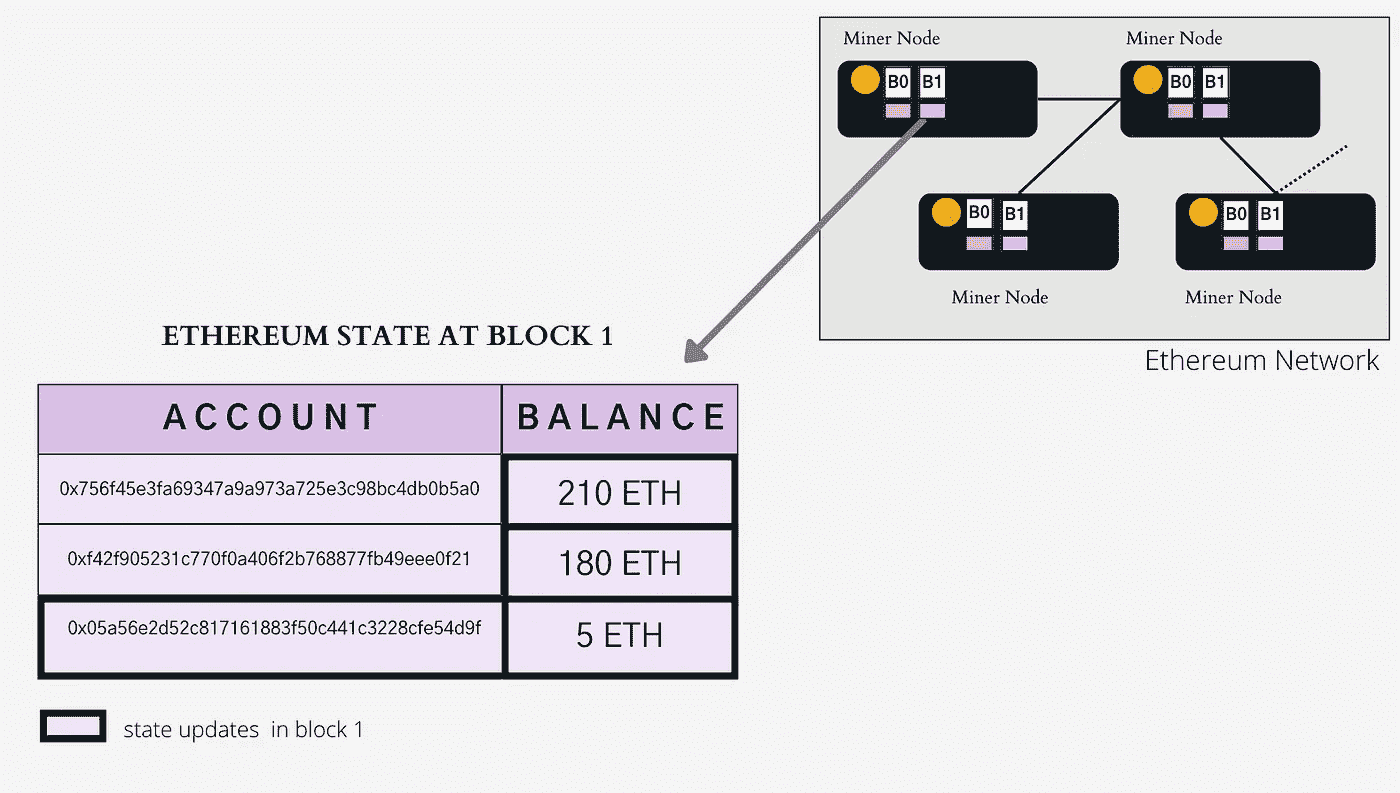 Miner Node
Miner Node
B0 B1
B0 B1
B0 B1
B0 B1
Miner Node
Miner Node
Ethereum Network
ETHEREUM STATE AT BLOCK 1
ACCOUNT BALANCE
0x756f45e3fa69347a9a973a725e3c98bc4db0b5a0 210 ETH
0xf42f905231c770f0a406f2b768877fb49eee0f21 180 ETH
0x05a56e2d52c817161883f50c441c3228cfe54d9f 5 ETH
state updates in block 1